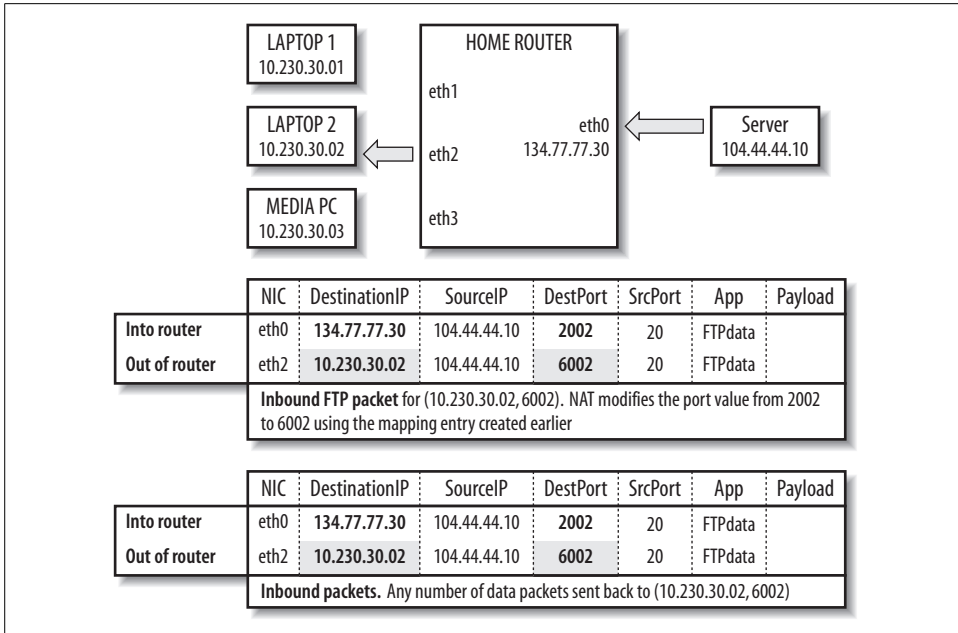 LAPTOP 1
10.230.30.01
LAPTOP 2
10.230.30.02
MEDIA PC
10.230.30.03
HOME ROUTER
eth1
eth0
134.77.77.30
eth2
eth3
Server
104.44.44.10
NIC DestinationIP SourceIP DestPort SrcPort App Payload
Into router eth0 134.77.77.30 104.44.44.10 2002 20 FTPdata
Out of router eth2 10.230.30.02 104.44.44.10 6002 20 FTPdata
Inbound FTP packet for (10.230.30.02, 6002). NAT modifies the port value from 2002
to 6002 using the mapping entry created earlier
NIC DestinationIP SourceIP DestPort SrcPort App Payload
Into router eth0 134.77.77.30 104.44.44.10 2002 20 FTPdata
Out of router eth2 10.230.30.02 104.44.44.10 6002 20 FTPdata
Inbound packets. Any number of data packets sent back to (10.230.30.02, 6002)